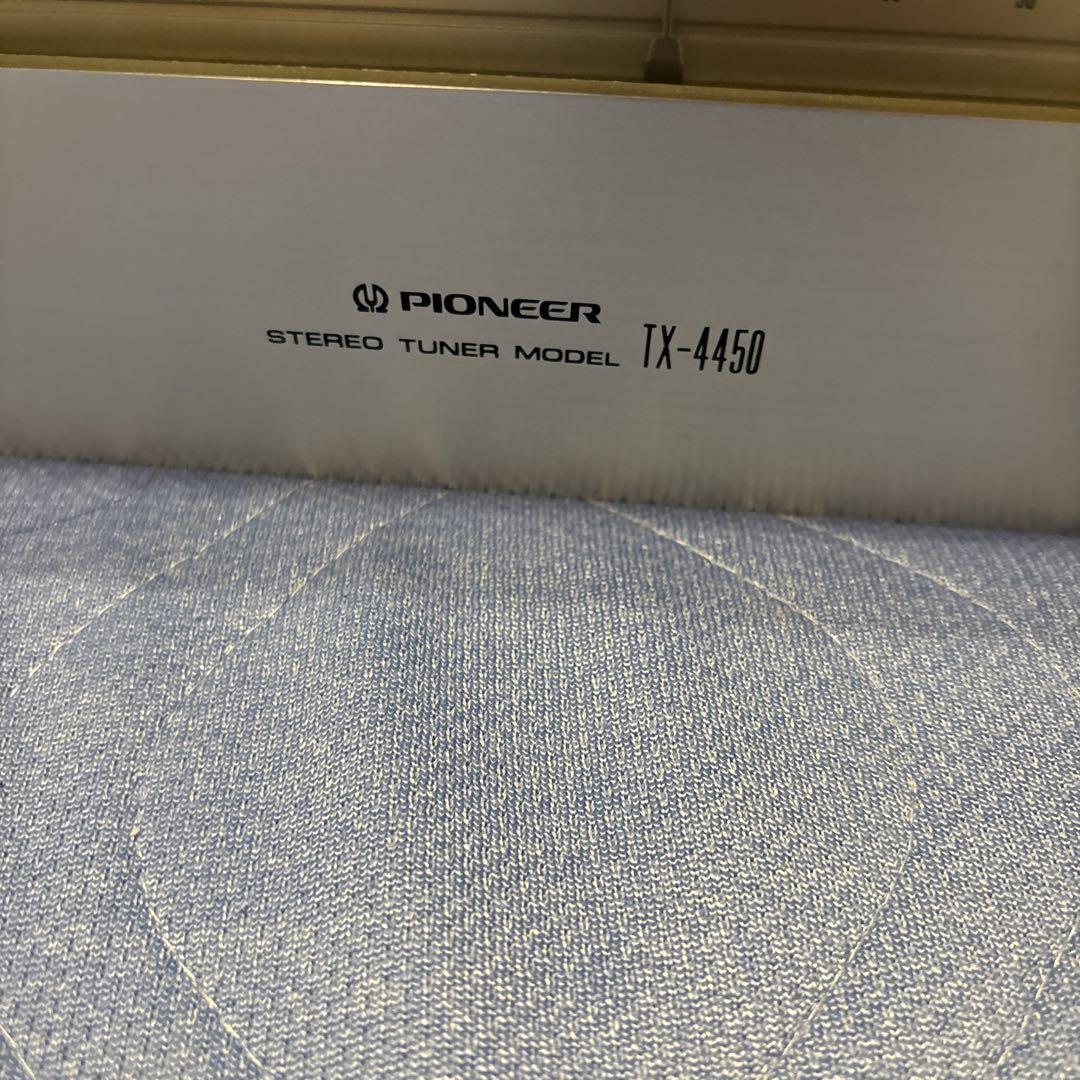 PIONEER
STEREO TUNER MODEL TX-4450